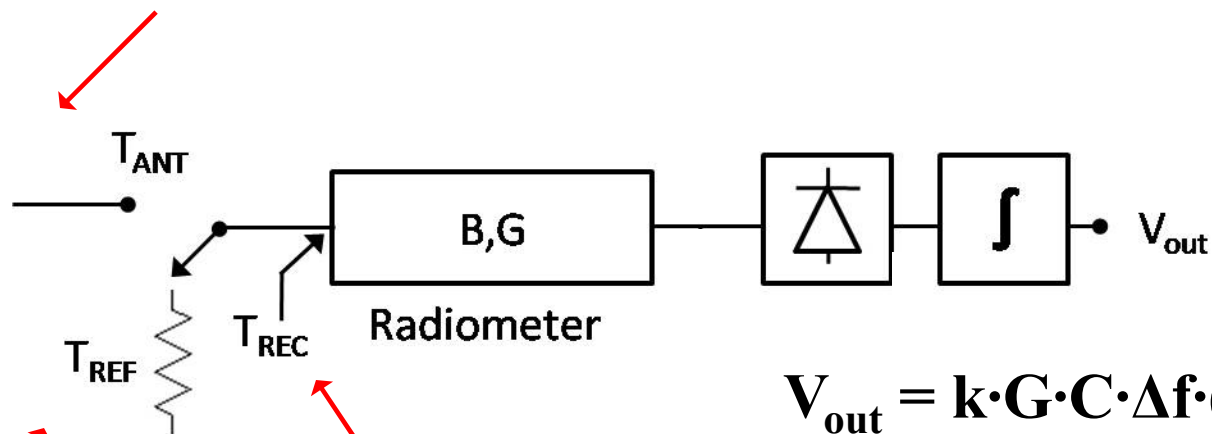 T_ANT
B,G
∫
V_out
T_REC
Radiometer
T_REF
V_out = k·G·C·Δf·